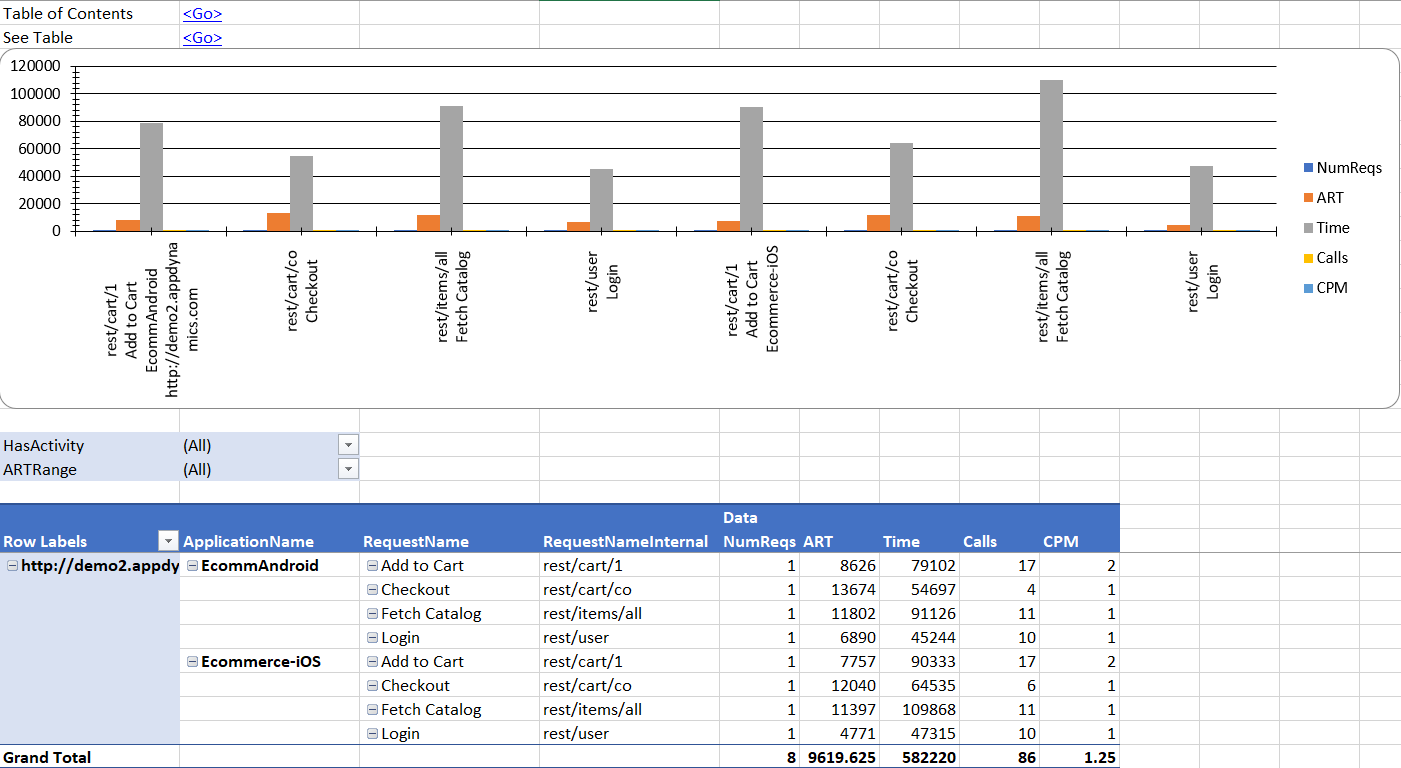 Table of Contents <Go>
See Table <Go>
120000
100000
80000
60000
40000
20000
0
NumReqs
ART
Time
Calls
CPM
rest/cart/1
Add to Cart
EcommAndroid
http://demo2.appdyna
mics.com
rest/cart/co
Checkout
rest/items/all
Fetch Catalog
rest/user
Login
rest/cart/1
Add to Cart
Ecommerce-iOS
rest/cart/co
Checkout
rest/items/all
Fetch Catalog
rest/user
Login
HasActivity (All)
ARTRange (All)
Data
Row Labels ApplicationName RequestName RequestNameInternal NumReqs ART Time Calls CPM
http://demo2.appdy EcommAndroid Add to Cart rest/cart/1 1 8626 79102 17 2
Checkout rest/cart/co 1 13674 54697 4 1
Fetch Catalog rest/items/all 1 11802 91126 11 1
Login rest/user 1 6890 45244 10 1
Ecommerce-iOS Add to Cart rest/cart/1 1 7757 90333 17 2
Checkout rest/cart/co 1 12040 64535 6 1
Fetch Catalog rest/items/all 1 11397 109868 11 1
Login rest/user 1 4771 47315 10 1
Grand Total 8 9619.625 582220 86 1.25